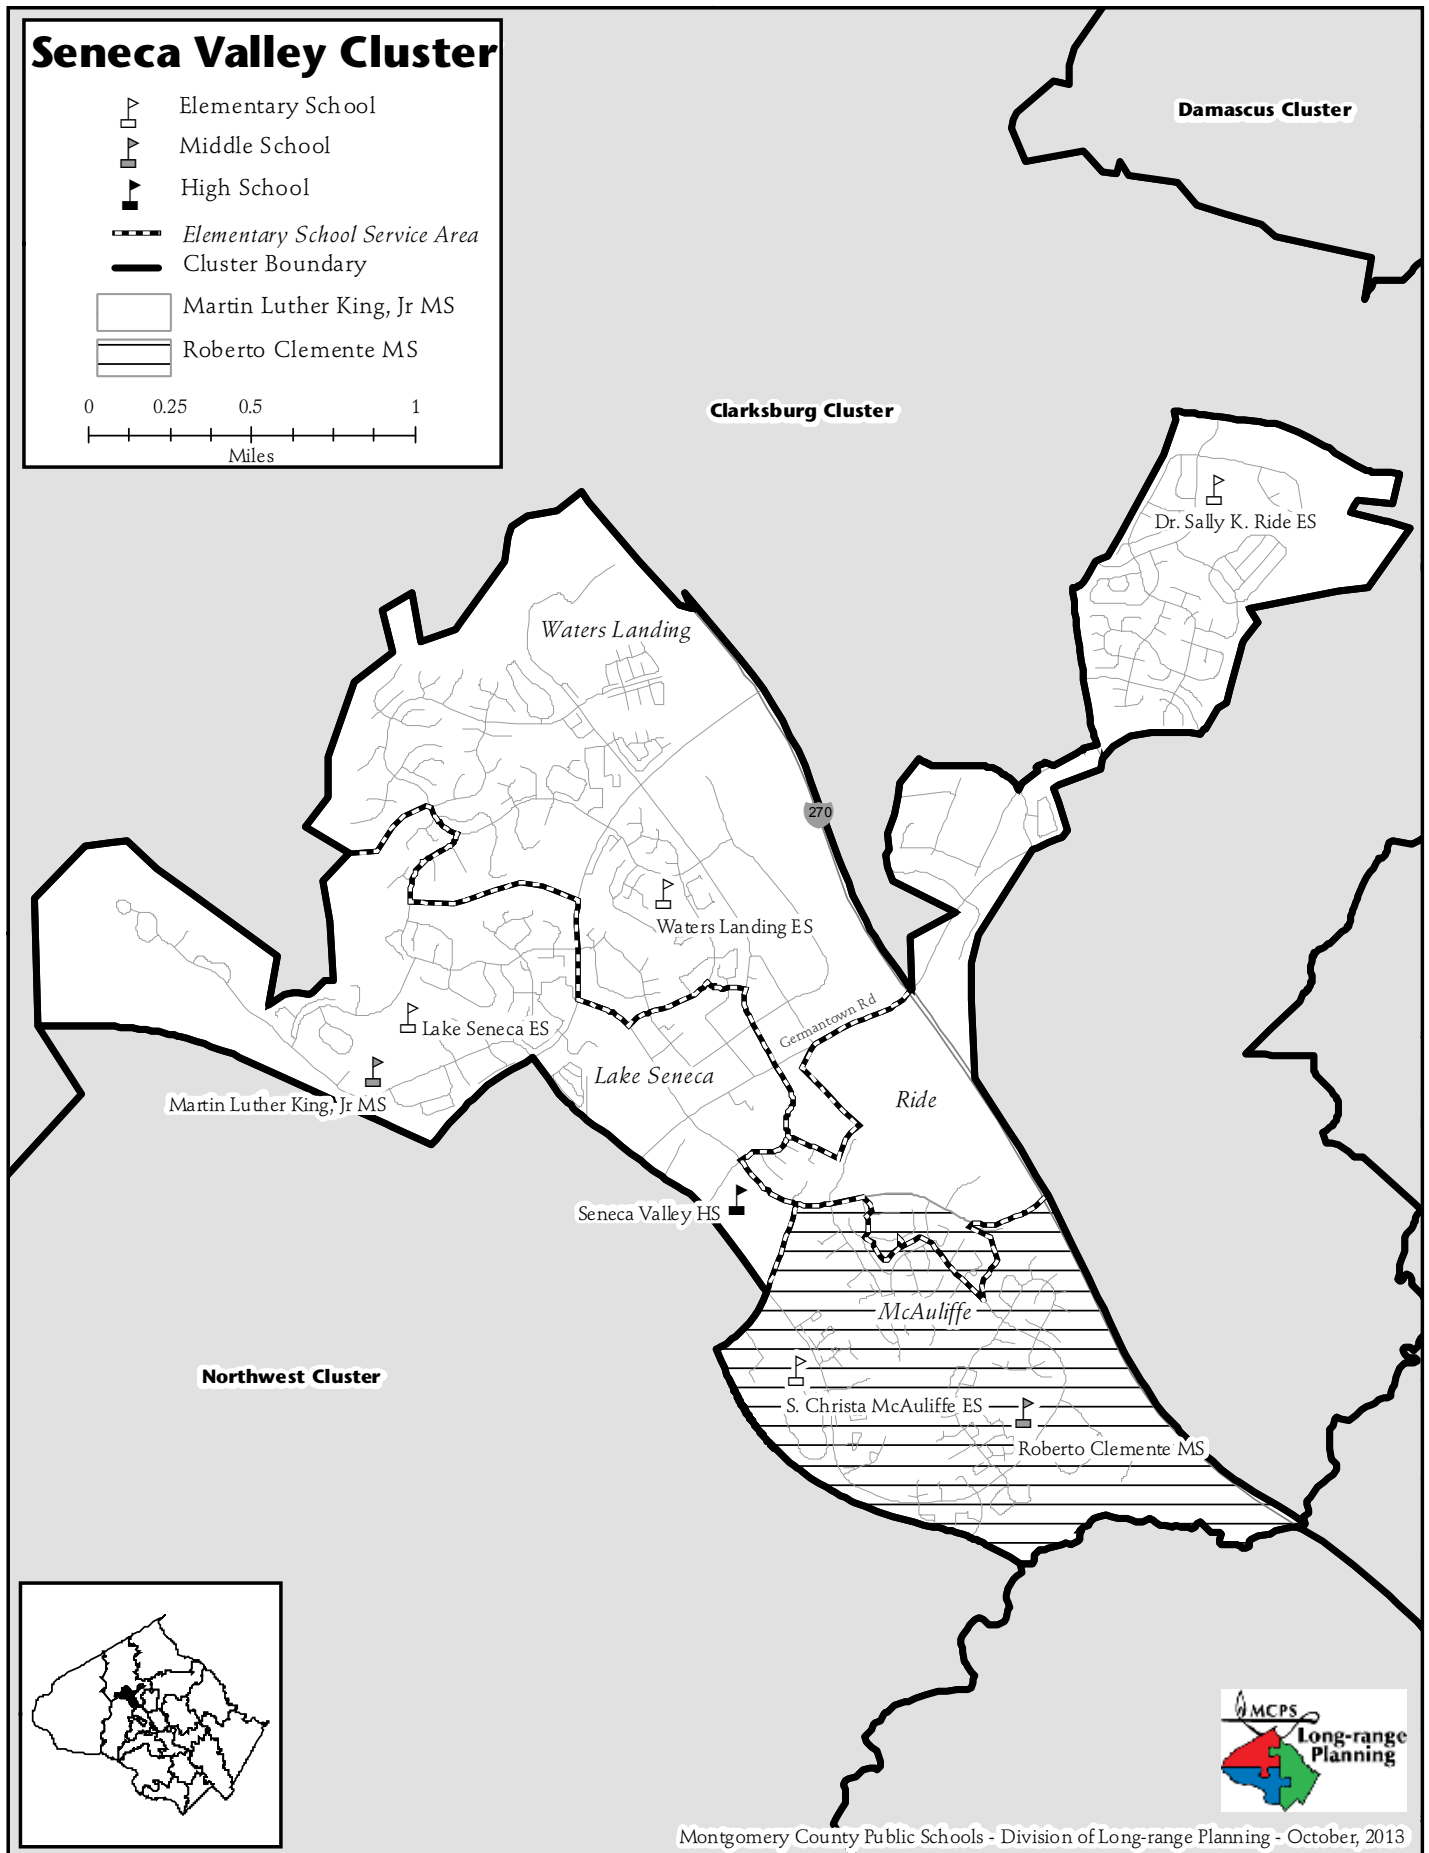 Seneca Valley Cluster
Elementary School
Middle School
High School
Elementary School Service Area
Cluster Boundary
Martin Luther King, Jr MS
Roberto Clemente MS
0 0.25 0.5 1
Miles
Damascus Cluster
Clarksburg Cluster
Dr. Sally K. Ride ES
Waters Landing
270
Waters Landing ES
Germantown Rd
Lake Seneca ES
Lake Seneca
Ride
Martin Luther King, Jr MS
Seneca Valley HS
McAuliffe
Northwest Cluster
S. Christa McAuliffe ES
Roberto Clemente MS
MCPS
Long-range
Planning
Montgomery County Public Schools - Division of Long-range Planning - October, 2013